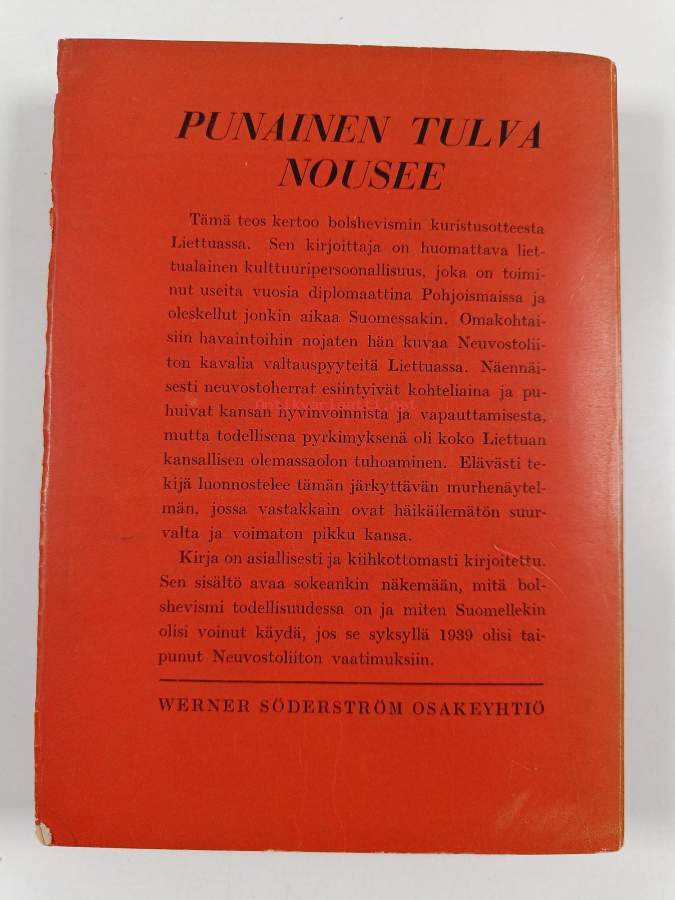 PUNAINEN TULVA
NOUSEE
Tämä teos kertoo bolshevismin kuristusotteesta
Liettuassa. Sen kirjoittaja on huomattava liet-
tualainen kulttuuripersoonallisuus, joka on toimi-
nut useita vuosia diplomaattina Pohjoismaissa ja
oleskellut jonkin aikaa Suomessakin. Omakohtai-
siin havaintoihin nojaten hän kuvaa Neuvostolii-
ton kavalia valtauspyyteitä Liettuassa. Näennäi-
sesti neuvostoherrat esiintyivät kohteliaina ja pu-
huivat kansan hyvinvoinnista ja vapauttamisesta,
Antikvariaatti.net
mutta todellisena pyrkimyksenä oli koko Liettuan
kansallisen olemassaolon tuhoaminen. Elävästi te-
kijä luonnostelee tämän järkyttävän murhenäytel-
män, jossa vastakkain ovat häikäilemätön suur-
valta ja voimaton pikku kansa.
Kirja on asiallisesti ja kiihkottomasti kirjoitettu.
Sen sisältö avaa sokeankin näkemään, mitä bol-
shevismi todellisuudessa on ja miten Suomellekin
olisi voinut käydä, jos se syksyllä 1939 olisi tai-
punut Neuvostoliiton vaatimuksiin.
WERNER SÖDERSTRÖM OSAKEYHTIÖ